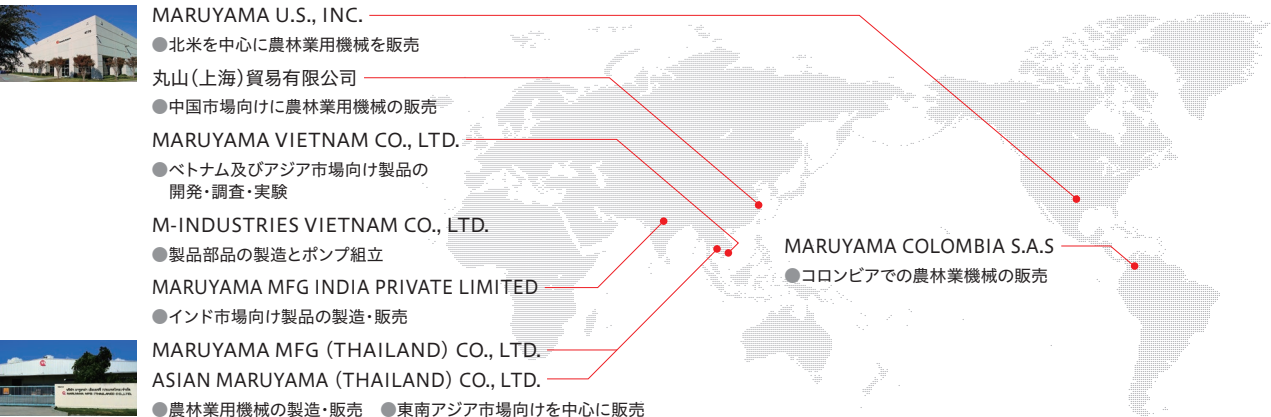 MARUYAMA U.S., INC.
●北米を中心に農林業用機械を販売
丸山(上海)貿易有限公司
●中国市場向けに農林業用機械の販売
MARUYAMA VIETNAM CO., LTD.
●ベトナム及びアジア市場向け製品の
開発・調査・実験
M-INDUSTRIES VIETNAM CO., LTD.
●製品部品の製造とポンプ組立
MARUYAMA MFG INDIA PRIVATE LIMITED
●インド市場向け製品の製造・販売
MARUYAMA MFG (THAILAND) CO., LTD.
ASIAN MARUYAMA (THAILAND) CO., LTD.
●農林業用機械の製造・販売 ●東南アジア市場向けを中心に販売
MARUYAMA COLOMBIA S.A.S
●コロンビアでの農林業機械の販売